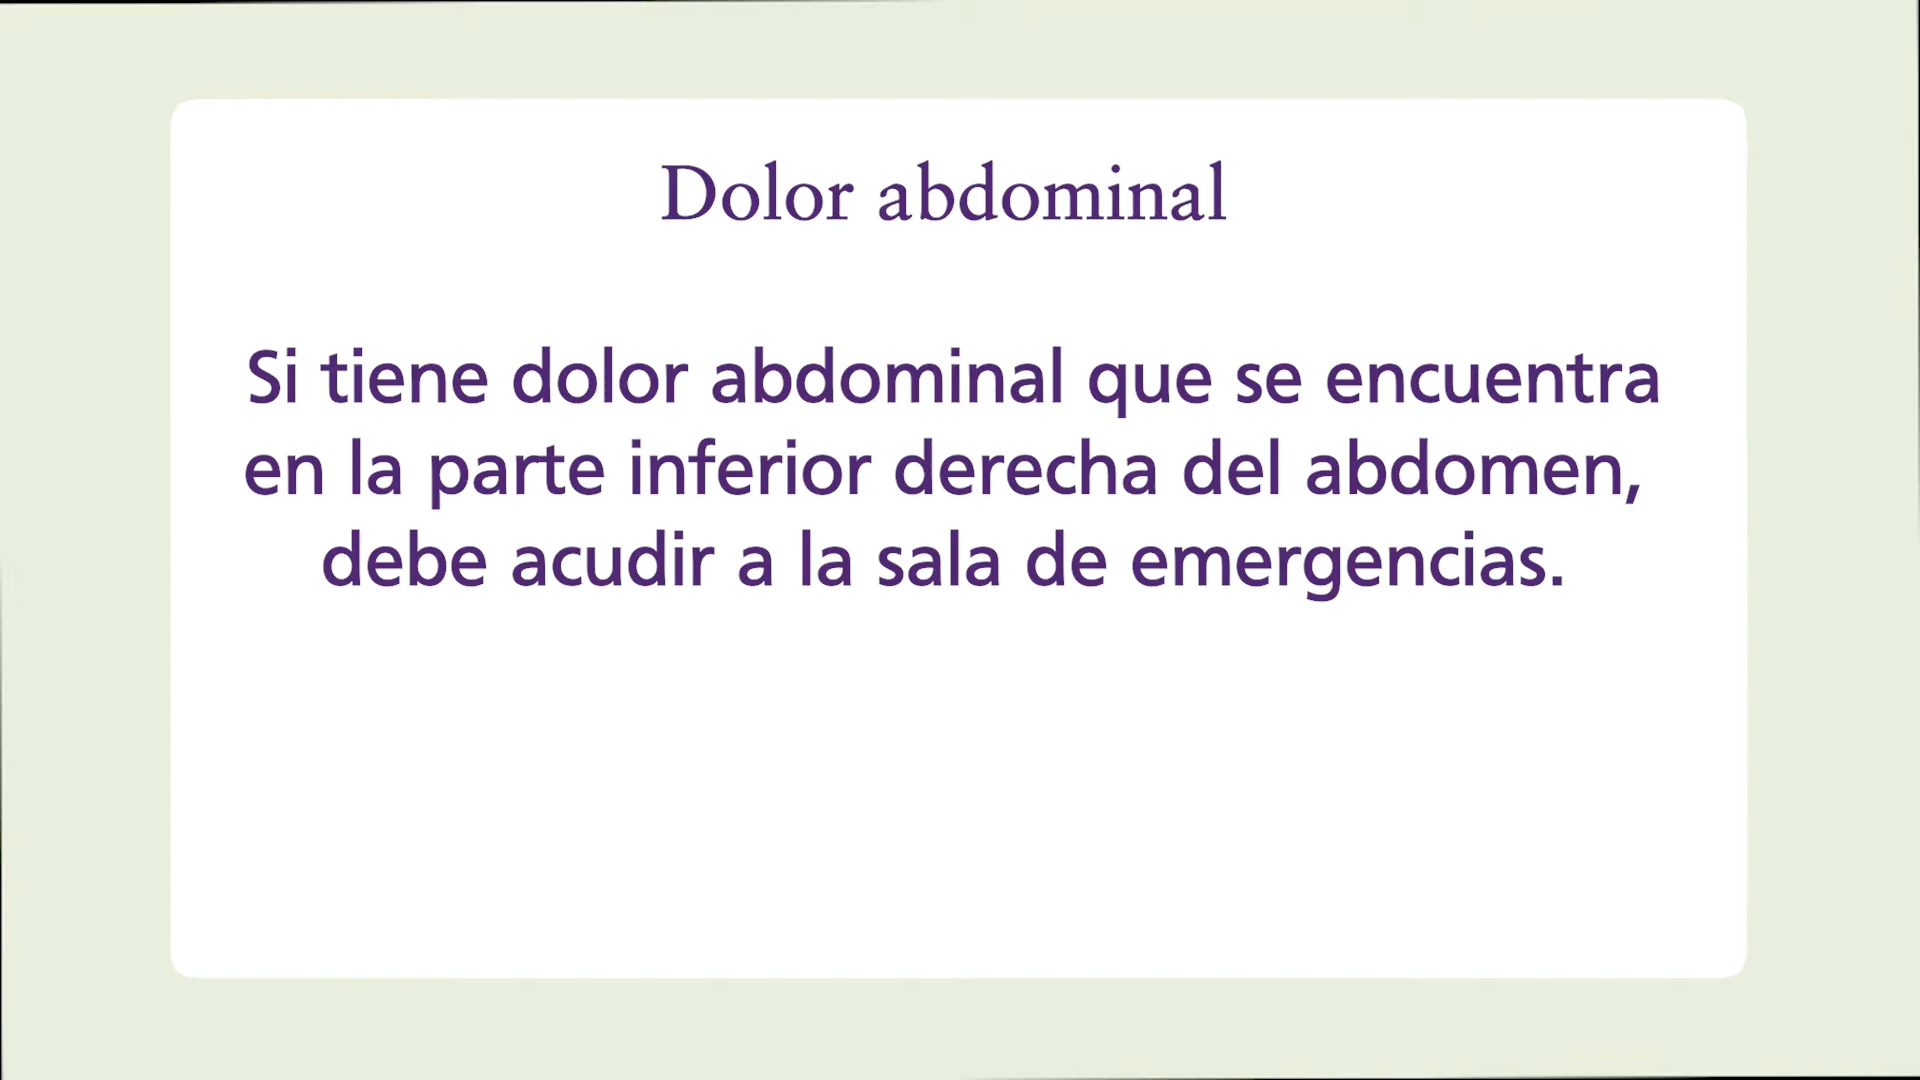 Dolor abdominal
Si tiene dolor abdominal que se encuentra
en la parte inferior derecha del abdomen,
debe acudir a la sala de emergencias.